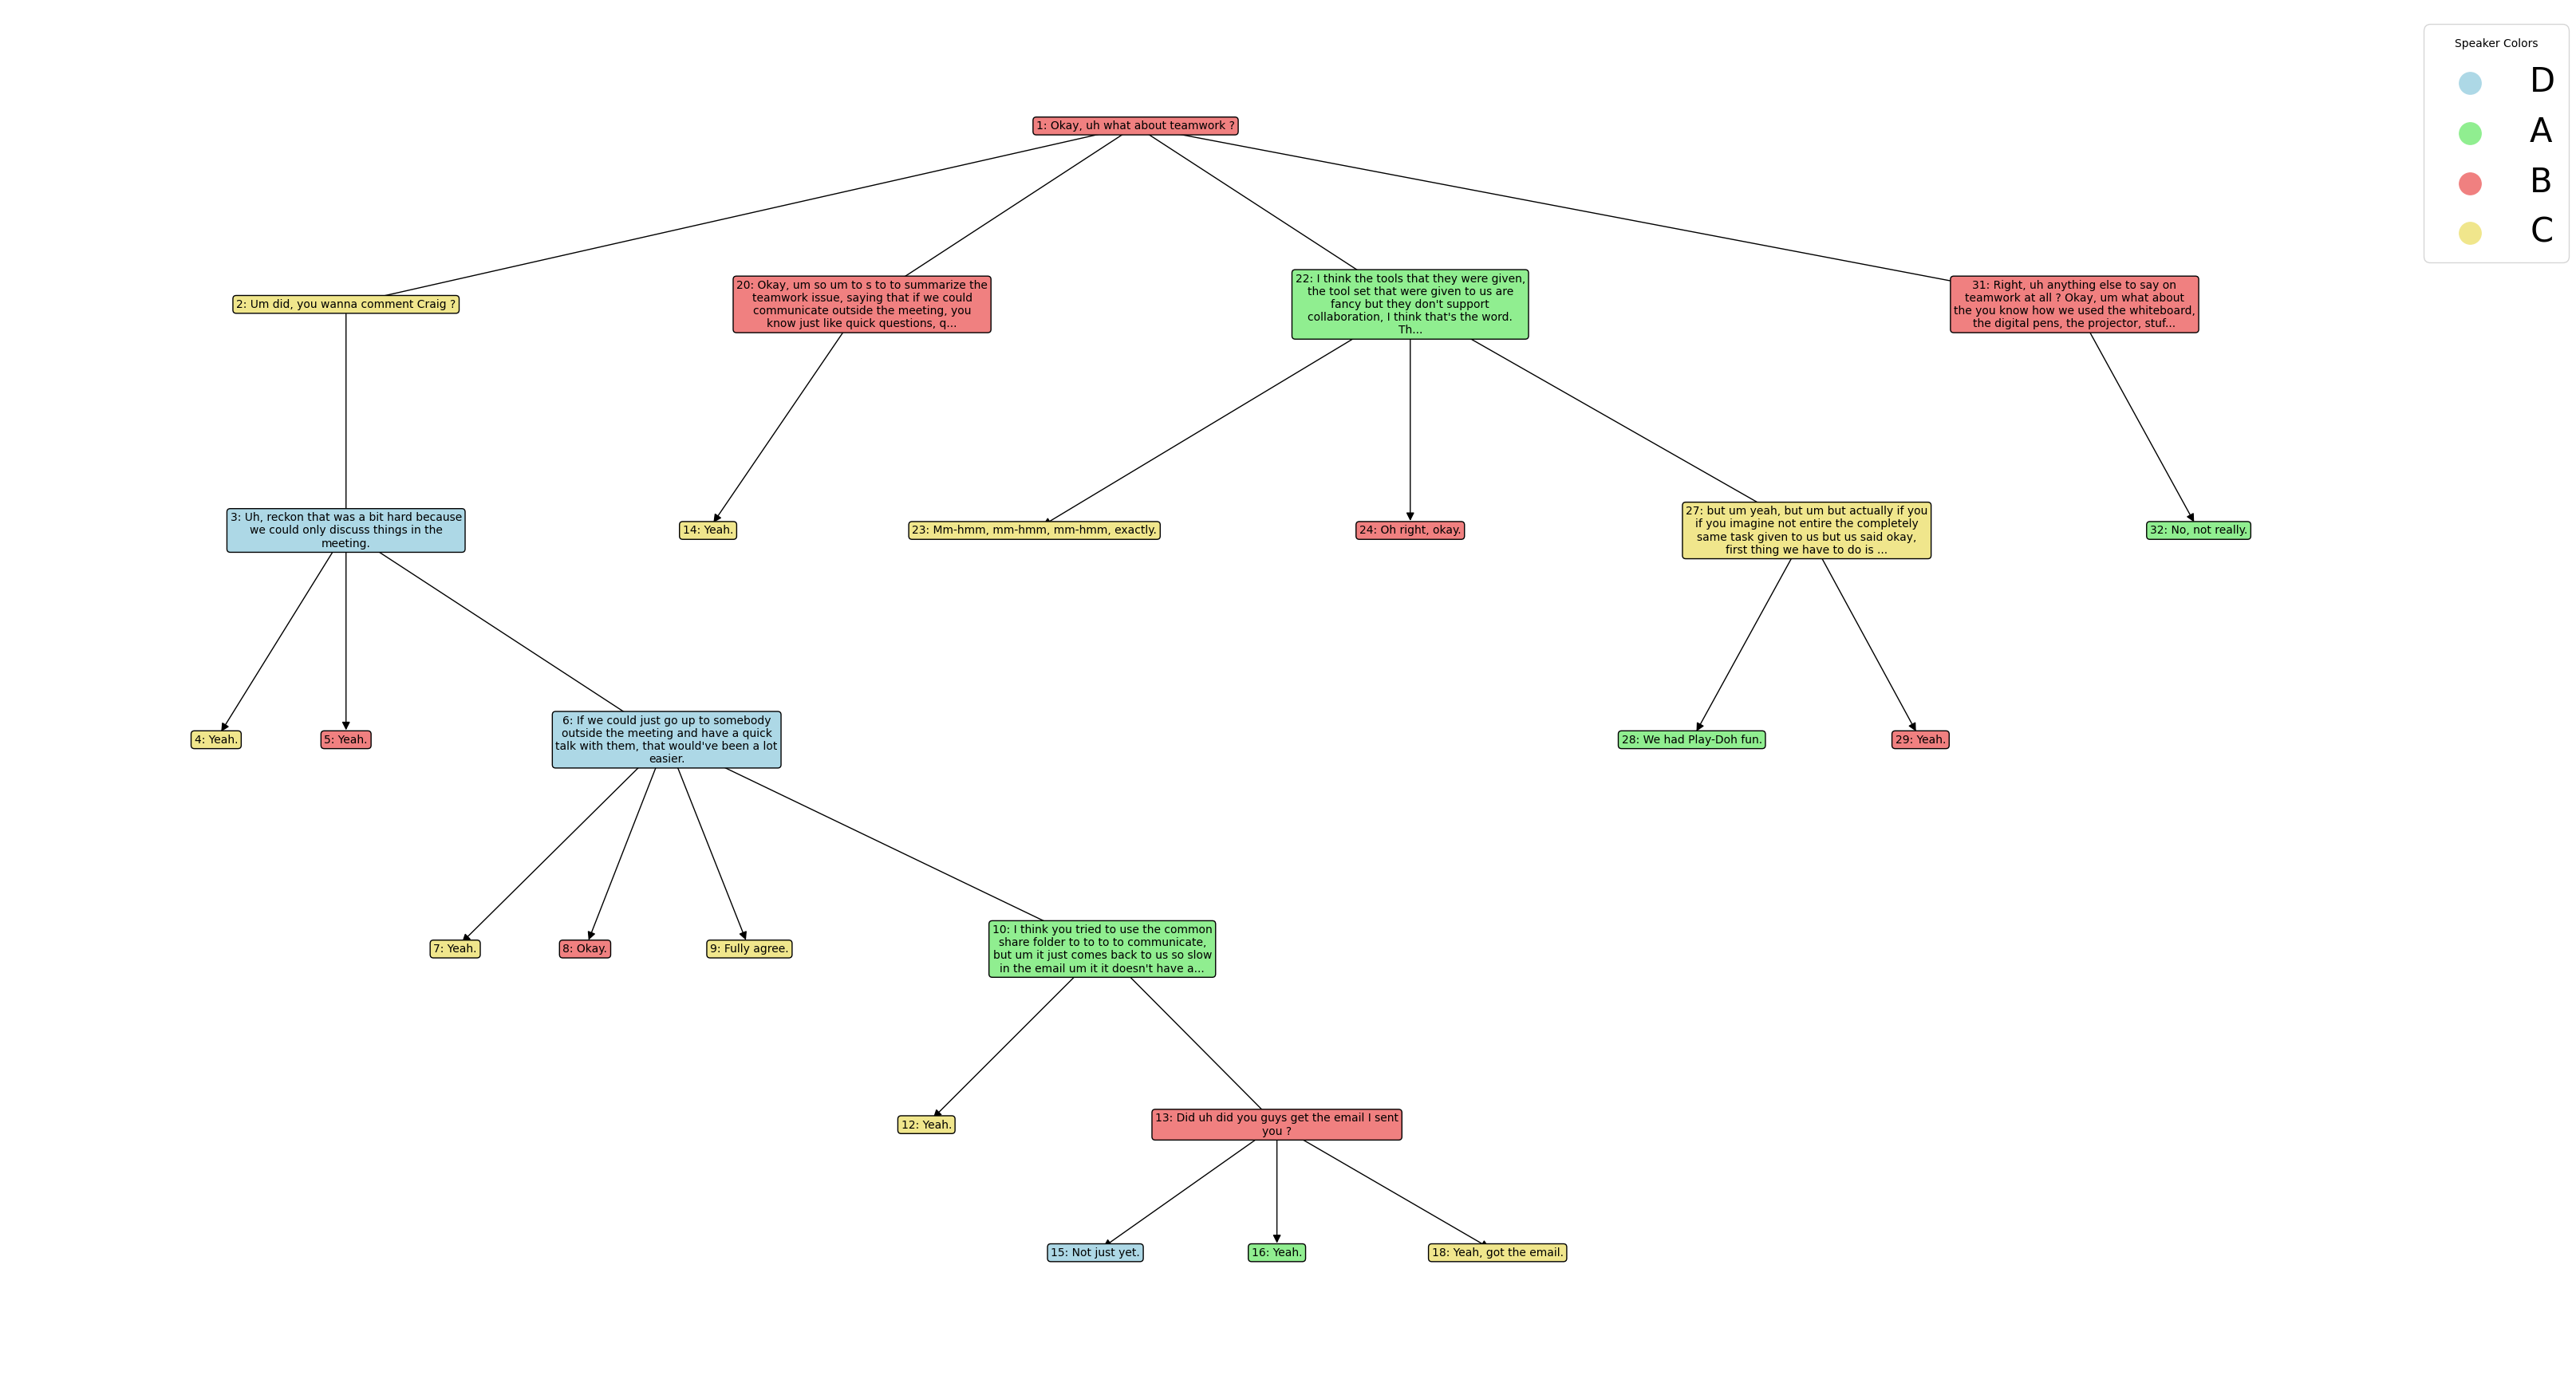 Speaker Colors
D
A
B
C
1: Okay, uh what about teamwork ?
2: Um did, you wanna comment Craig ?
20: Okay, um so um to s to to summarize the
teamwork issue, saying that if we could
communicate outside the meeting, you
know just like quick questions, q...
22: I think the tools that they were given,
the tool set that were given to us are
fancy but they don't support
collaboration, I think that's the word.
Th...
31: Right, uh anything else to say on
teamwork at all ? Okay, um what about
the you know how we used the whiteboard,
the digital pens, the projector, stuf...
3: Uh, reckon that was a bit hard because
we could only discuss things in the
meeting.
14: Yeah.
23: Mm-hmm, mm-hmm, mm-hmm, exactly.
24: Oh right, okay.
27: but um yeah, but um but actually if you
if you imagine not entire the completely
same task given to us but us said okay,
first thing we have to do is ...
32: No, not really.
4: Yeah.
5: Yeah.
6: If we could just go up to somebody
outside the meeting and have a quick
talk with them, that would've been a lot
easier.
28: We had Play-Doh fun.
29: Yeah.
7: Yeah.
8: Okay.
9: Fully agree.
10: I think you tried to use the common
share folder to to to to communicate,
but um it just comes back to us so slow
in the email um it it doesn't have a...
12: Yeah.
13: Did uh did you guys get the email I sent
you ?
15: Not just yet.
16: Yeah.
18: Yeah, got the email.